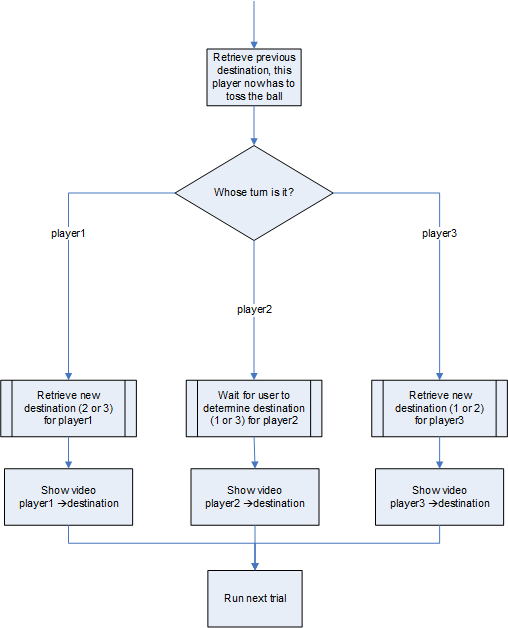 Retrieve previous
destination, this
player now has to
toss the ball
Whose turn is it?
player1
player3
player2
Retrieve new
destination (2 or 3)
for player1
Wait for user to
determine destination
(1 or 3) for player2
Retrieve new
destination (1 or 2)
for player3
Show video
player1 →destination
Show video
player2 →destination
Show video
player3 →destination
Run next trial